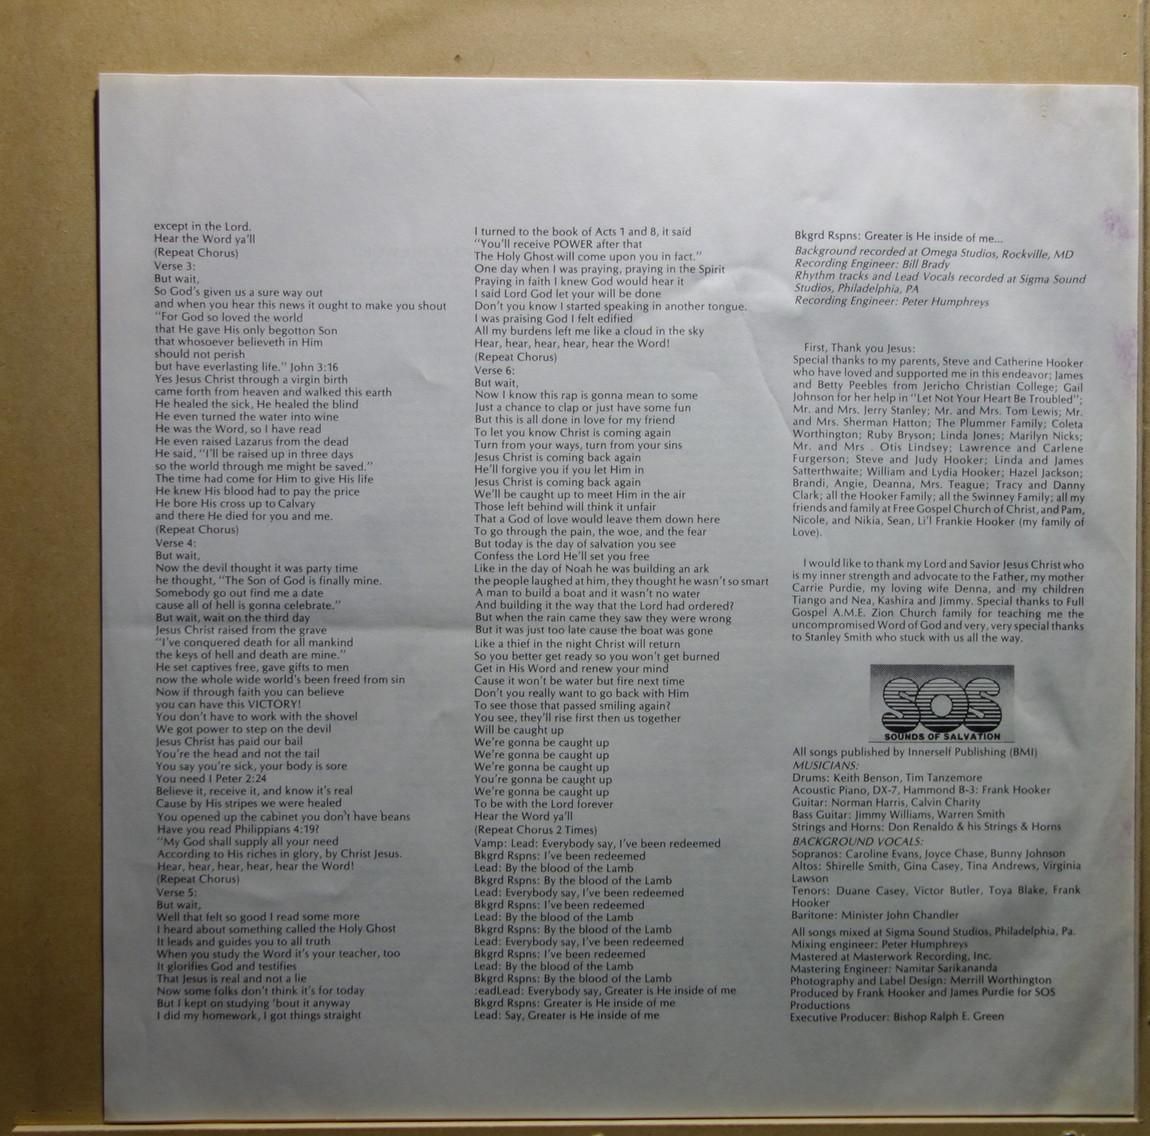 except in the Lord.
Hear the Word ya'll
(Repeat Chorus)
Verse 3:
But wait,
So God's given us a sure way out
and when you hear this news it ought to make you shout
"For God so loved the world
that He gave His only begotton Son
that whosoever believeth in Him
should not perish
but have everlasting life." John 3:16
Yes Jesus Christ through a virgin birth
came forth from heaven and walked this earth
He healed the sick, He healed the blind
He even turned the water into wine
He was the Word, so I have read
He even raised Lazarus from the dead
He said, "I'll be raised up in three days
so the world through me might be saved."
The time had come for Him to give His life
He knew His blood had to pay the price
He bore His cross up to Calvary
and there He died for you and me.
(Repeat Chorus)
Verse 4:
But wait,
Now the devil thought it was party time
he thought, "The Son of God is finally mine.
Somebody go out find me a date
cause all of hell is gonna celebrate."
But wait, wait on the third day
Jesus Christ raised from the grave
"I've conquered death for all mankind
the keys of hell and death are mine."
He set captives free, gave gifts to men
now the whole wide world's been freed from sin
Now if through faith you can believe
you can have this VICTORY!
You don't have to work with the shovel
We got power to step on the devil
Jesus Christ has paid our bail
You're the head and not the tail
You say you're sick, your body is sore
You need I Peter 2:24
Believe it, receive it, and know it's real
Cause by His stripes we were healed
You opened up the cabinet you don't have beans
Have you read Philippians 4:19?
"My God shall supply all your need
According to His riches in glory, by Christ Jesus.
Hear, hear, hear, hear, hear the Word!
(Repeat Chorus)
Verse 5:
But wait,
Well that felt so good I read some more
I heard about something called the Holy Ghost
It leads and guides you to all truth
When you study the Word it's your teacher, too
It glorifies God and testifies
That Jesus is real and not a lie
Now some folks don't think it's for today
But I kept on studying 'bout it anyway
I did my homework, I got things straight
I turned to the book of Acts 1 and 8, it said
"You'll receive POWER after that
The Holy Ghost will come upon you in fact."
One day when I was praying, praying in the Spirit
Praying in faith I knew God would hear it
I said Lord God let your will be done
Don't you know I started speaking in another tongue.
I was praising God I felt edified
All my burdens left me like a cloud in the sky
Hear, hear, hear, hear, hear the Word!
(Repeat Chorus)
Verse 6:
But wait,
Now I know this rap is gonna mean to some
Just a chance to clap or just have some fun
But this is all done in love for my friend
To let you know Christ is coming again
Turn from your ways, turn from your sins
Jesus Christ is coming back again
He'll forgive you if you let Him in
Jesus Christ is coming back again
We'll be caught up to meet Him in the air
Those left behind will think it unfair
That a God of love would leave them down here
To go through the pain, the woe, and the fear
But today is the day of salvation you see
Confess the Lord He'll set you free
Like in the day of Noah he was building an ark
the people laughed at him, they thought he wasn't so smart
A man to build a boat and it wasn't no water
And building it the way that the Lord had ordered?
But when the rain came they saw they were wrong
But it was just too late cause the boat was gone
Like a thief in the night Christ will return
So you better get ready so you won't get burned
Get in His Word and renew your mind
Cause it won't be water but fire next time
Don't you really want to go back with Him
To see those that passed smiling again?
You see, they'll rise first then us together
Will be caught up
We're gonna be caught up
We're gonna be caught up
We're gonna be caught up
You're gonna be caught up
We're gonna be caught up
To be with the Lord forever
Hear the Word ya'll
(Repeat Chorus 2 Times)
Vamp: Lead: Everybody say, I've been redeemed
Bkgrd Rspns: I've been redeemed
Lead: By the blood of the Lamb
Bkgrd Rspns: By the blood of the Lamb
Lead: Everybody say, I've been redeemed
Bkgrd Rspns: I've been redeemed
Lead: By the blood of the Lamb
Bkgrd Rspns: By the blood of the Lamb
Lead: Everybody say, I've been redeemed
Bkgrd Rspns: I've been redeemed
Lead: By the blood of the Lamb
Bkgrd Rspns: By the blood of the Lamb
:eadLead: Everybody say, Greater is He inside of me
Bkgrd Rspns: Greater is He inside of me
Lead: Say, Greater is He inside of me
Bkgrd Rspns: Greater is He inside of me...
Background recorded at Omega Studios, Rockville, MD
Recording Engineer: Bill Brady
Rhythm tracks and Lead Vocals recorded at Sigma Sound
Studios, Philadelphia, PA
Recording Engineer: Peter Humphreys
First, Thank you Jesus:
Special thanks to my parents, Steve and Catherine Hooker
who have loved and supported me in this endeavor; James
and Betty Peebles from Jericho Christian College; Gail
Johnson for her help in "Let Not Your Heart Be Troubled";
Mr. and Mrs. Jerry Stanley; Mr. and Mrs. Tom Lewis; Mr.
and Mrs. Sherman Hatton; The Plummer Family; Coleta
Worthington; Ruby Bryson; Linda Jones; Marilyn Nicks;
Mr. and Mrs . Otis Lindsey; Lawrence and Carlene
Furgerson; Steve and Judy Hooker; Linda and James
Satterthwaite; William and Lydia Hooker; Hazel Jackson;
Brandi, Angie, Deanna, Mrs. Teague; Tracy and Danny
Clark; all the Hooker Family; all the Swinney Family; all my
friends and family at Free Gospel Church of Christ, and Pam,
Nicole, and Nikia, Sean, Li'l Frankie Hooker (my family of
Love).
I would like to thank my Lord and Savior Jesus Christ who
is my inner strength and advocate to the Father, my mother
Carrie Purdie, my loving wife Denna, and my children
Tiango and Nea, Kashira and Jimmy. Special thanks to Full
Gospel A.M.E. Zion Church family for teaching me the
uncompromised Word of God and very, very special thanks
to Stanley Smith who stuck with us all the way.
SOS
SOUNDS OF SALVATION
All songs published by Innerself Publishing (BMI)
MUSICIANS:
Drums: Keith Benson, Tim Tanzemore
Acoustic Piano, DX-7, Hammond B-3: Frank Hooker
Guitar: Norman Harris, Calvin Charity
Bass Guitar: Jimmy Williams, Warren Smith
Strings and Horns: Don Renaldo & his Strings & Horns
BACKGROUND VOCALS:
Sopranos: Caroline Evans, Joyce Chase, Bunny Johnson
Altos: Shirelle Smith, Gina Casey, Tina Andrews, Virginia
Lawson
Tenors: Duane Casey, Victor Butler, Toya Blake, Frank
Hooker
Baritone: Minister John Chandler
All songs mixed at Sigma Sound Studios, Philadelphia, Pa.
Mixing engineer: Peter Humphreys
Mastered at Masterwork Recording, Inc.
Mastering Engineer: Namitar Sarikananda
Photography and Label Design: Merrill Worthington
Produced by Frank Hooker and James Purdie for SOS
Productions
Executive Producer: Bishop Ralph E. Green